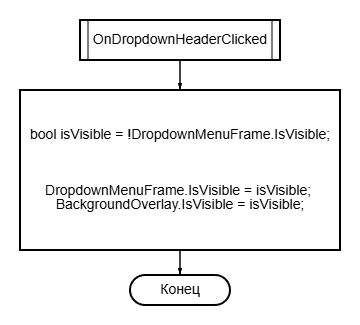 OnDropdownHeaderClicked
bool isVisible = !DropdownMenuFrame.IsVisible;
DropdownMenuFrame.IsVisible = isVisible;
BackgroundOverlay.IsVisible = isVisible;
Конец